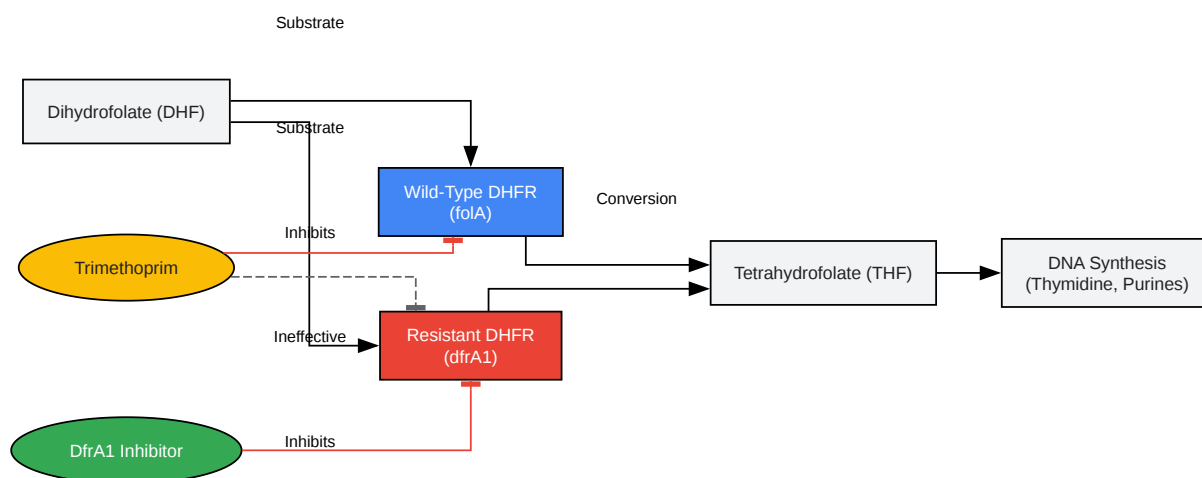 Substrate
Dihydrofolate (DHF)
Substrate
Wild-Type DHFR
(folA)
Conversion
Inhibits
Trimethoprim
Tetrahydrofolate (THF)
DNA Synthesis
(Thymidine, Purines)
Ineffective
Resistant DHFR
(dfrA1)
Inhibits
DfrA1 Inhibitor